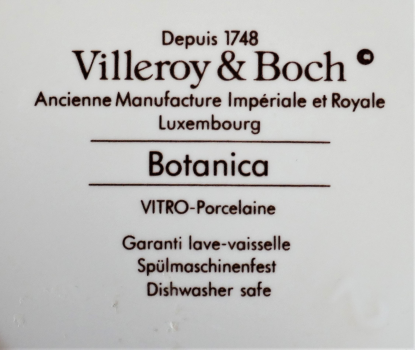 Depuis 1748
Villeroy & Boch ©
Ancienne Manufacture Impériale et Royale
Luxembourg
Botanica
VITRO-Porcelaine
Garanti lave-vaisselle
Spülmaschinenfest
Dishwasher safe